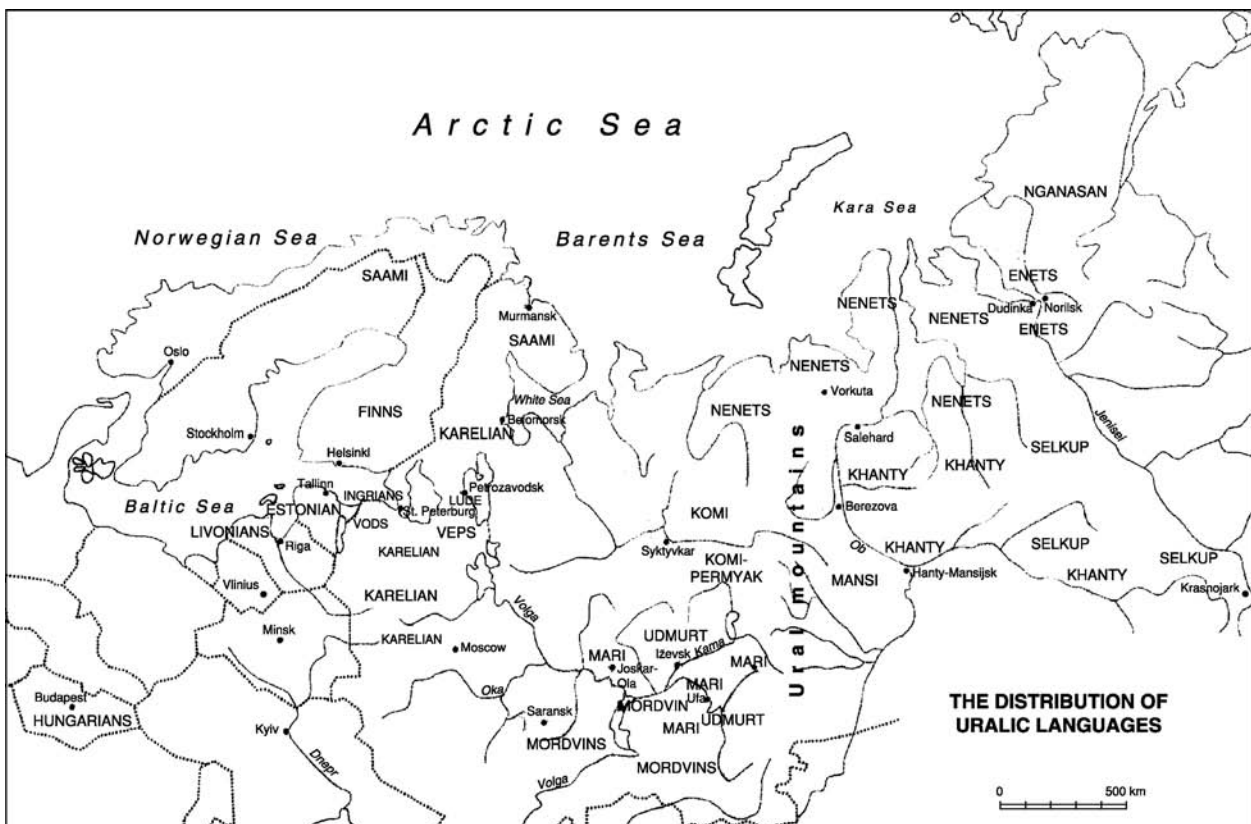 Arctic Sea
Kara Sea
NGANASAN
Norwegian Sea
Barents Sea
SAAMI
ENETS
NENETS
Dudinka
Norilsk
Murmansk
NENETS
ENETS
SAAMI
Oslo
NENETS
Vorkuta
White Sea
FINNS
NENETS
NENETS
Belomorsk
Jenisei
KARELIAN
Stockholm
Salehard
SELKUP
Helsinki
KHANTY
KHANTY
Tallinn
Petrozavodsk
INGRIANS
LUDE
Baltic Sea
ESTONIAN
St. Peterburg
Berezova
KOMI
VODS
LIVONIANS
VEPS
Riga
KARELIAN
Syktyvkar
Ob
KHANTY
SELKUP
KOMI-
PERMYAK
SELKUP
Hanty-Mansijsk
KHANTY
MANSI
Vilnius
Krasnojark
KARELIAN
Volga
Minsk
KARELIAN
Moscow
UDMURT
Iževsk
Kama
MARI
MARI
Joskar-
Ola
Ural mountains
MARI
Oka
Ufa
Budapest
HUNGARIANS
MORDVIN
Saransk
MARI
UDMURT
Kyiv
MORDVINS
Dnepr
MORDVINS
Volga
THE DISTRIBUTION OF
URALIC LANGUAGES
0 500 km